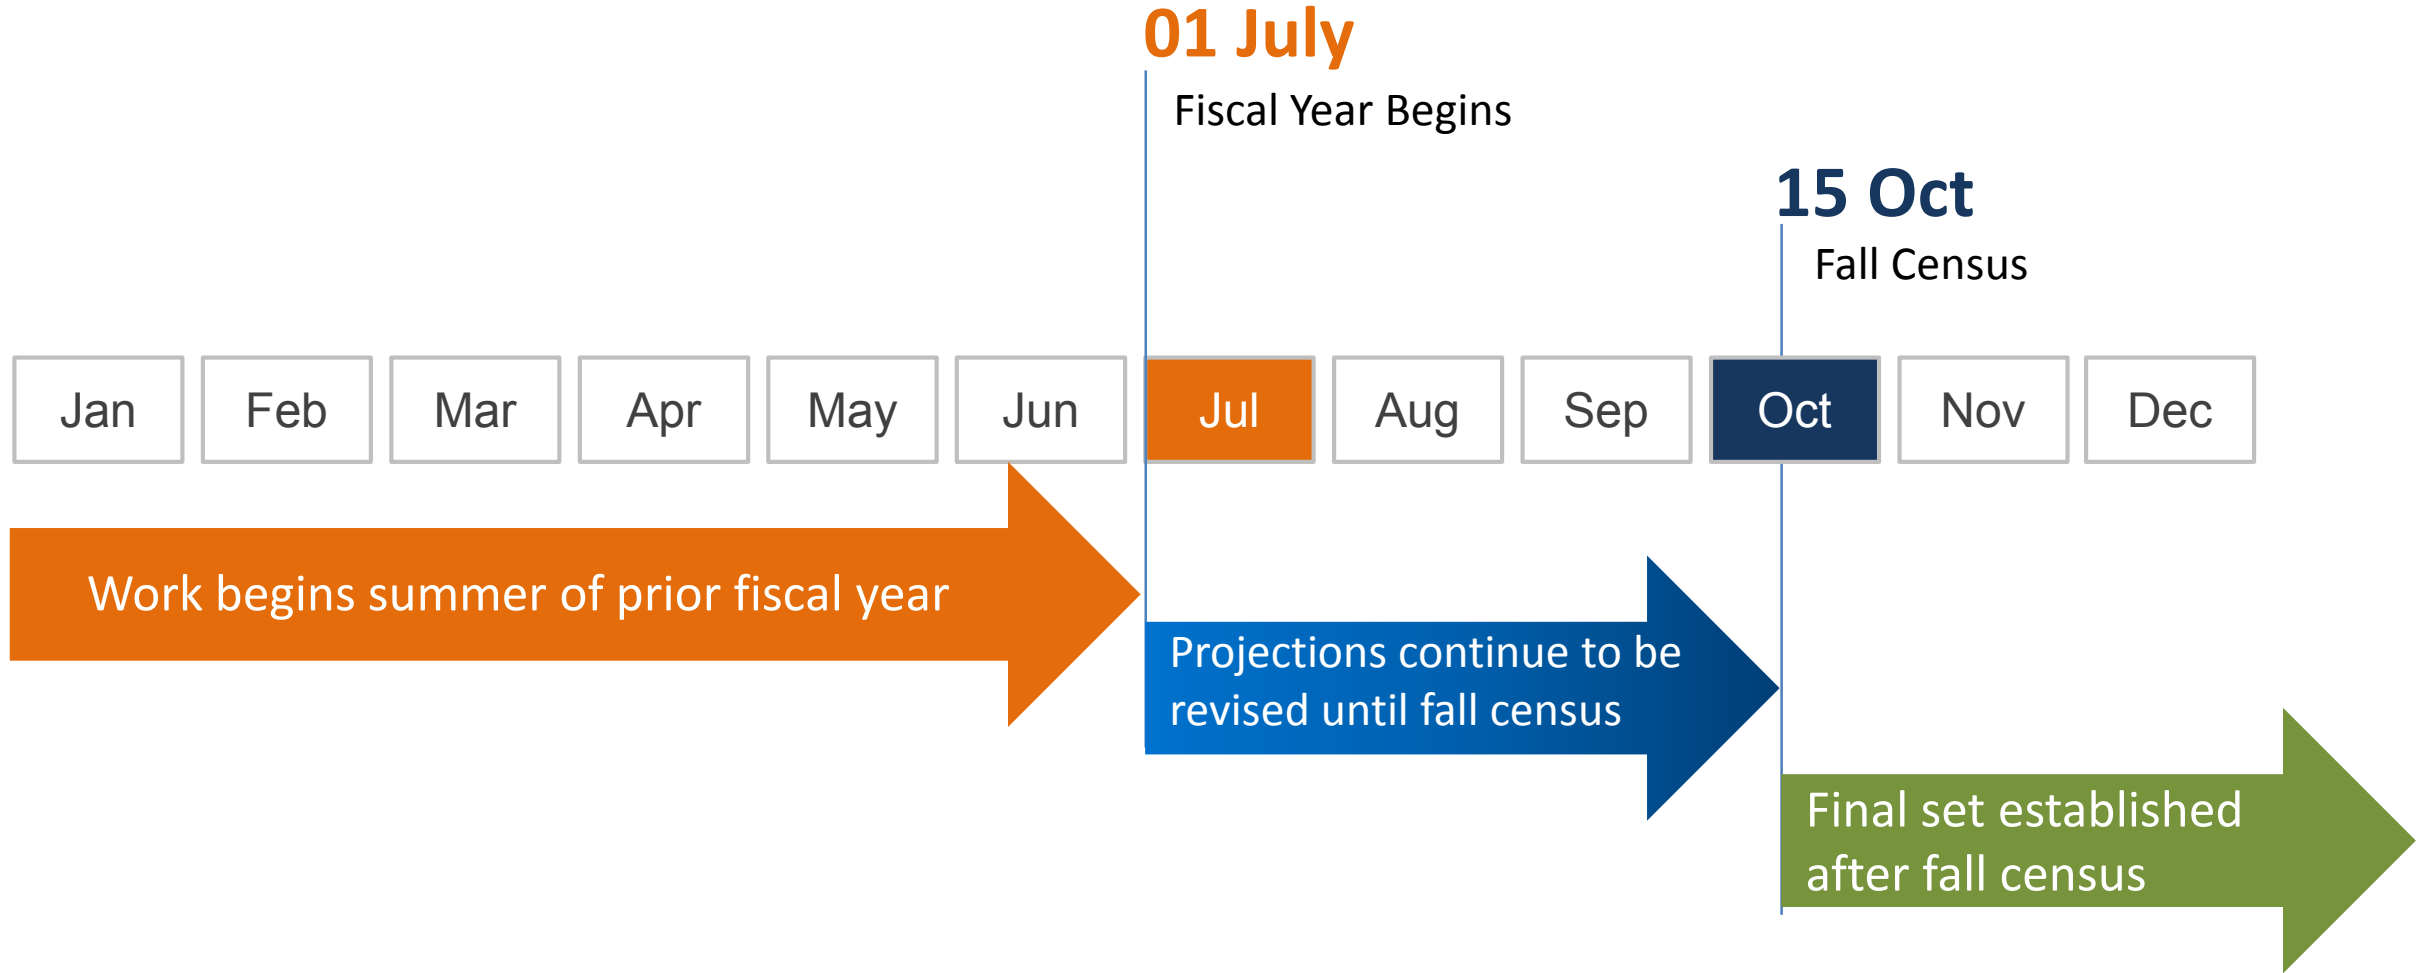 01 July
Fiscal Year Begins
15 Oct
Fall Census
Jan Feb Mar Apr May Jun Jul Aug Sep Oct Nov Dec
Work begins summer of prior fiscal year
Projections continue to be
revised until fall census
Final set established
after fall census